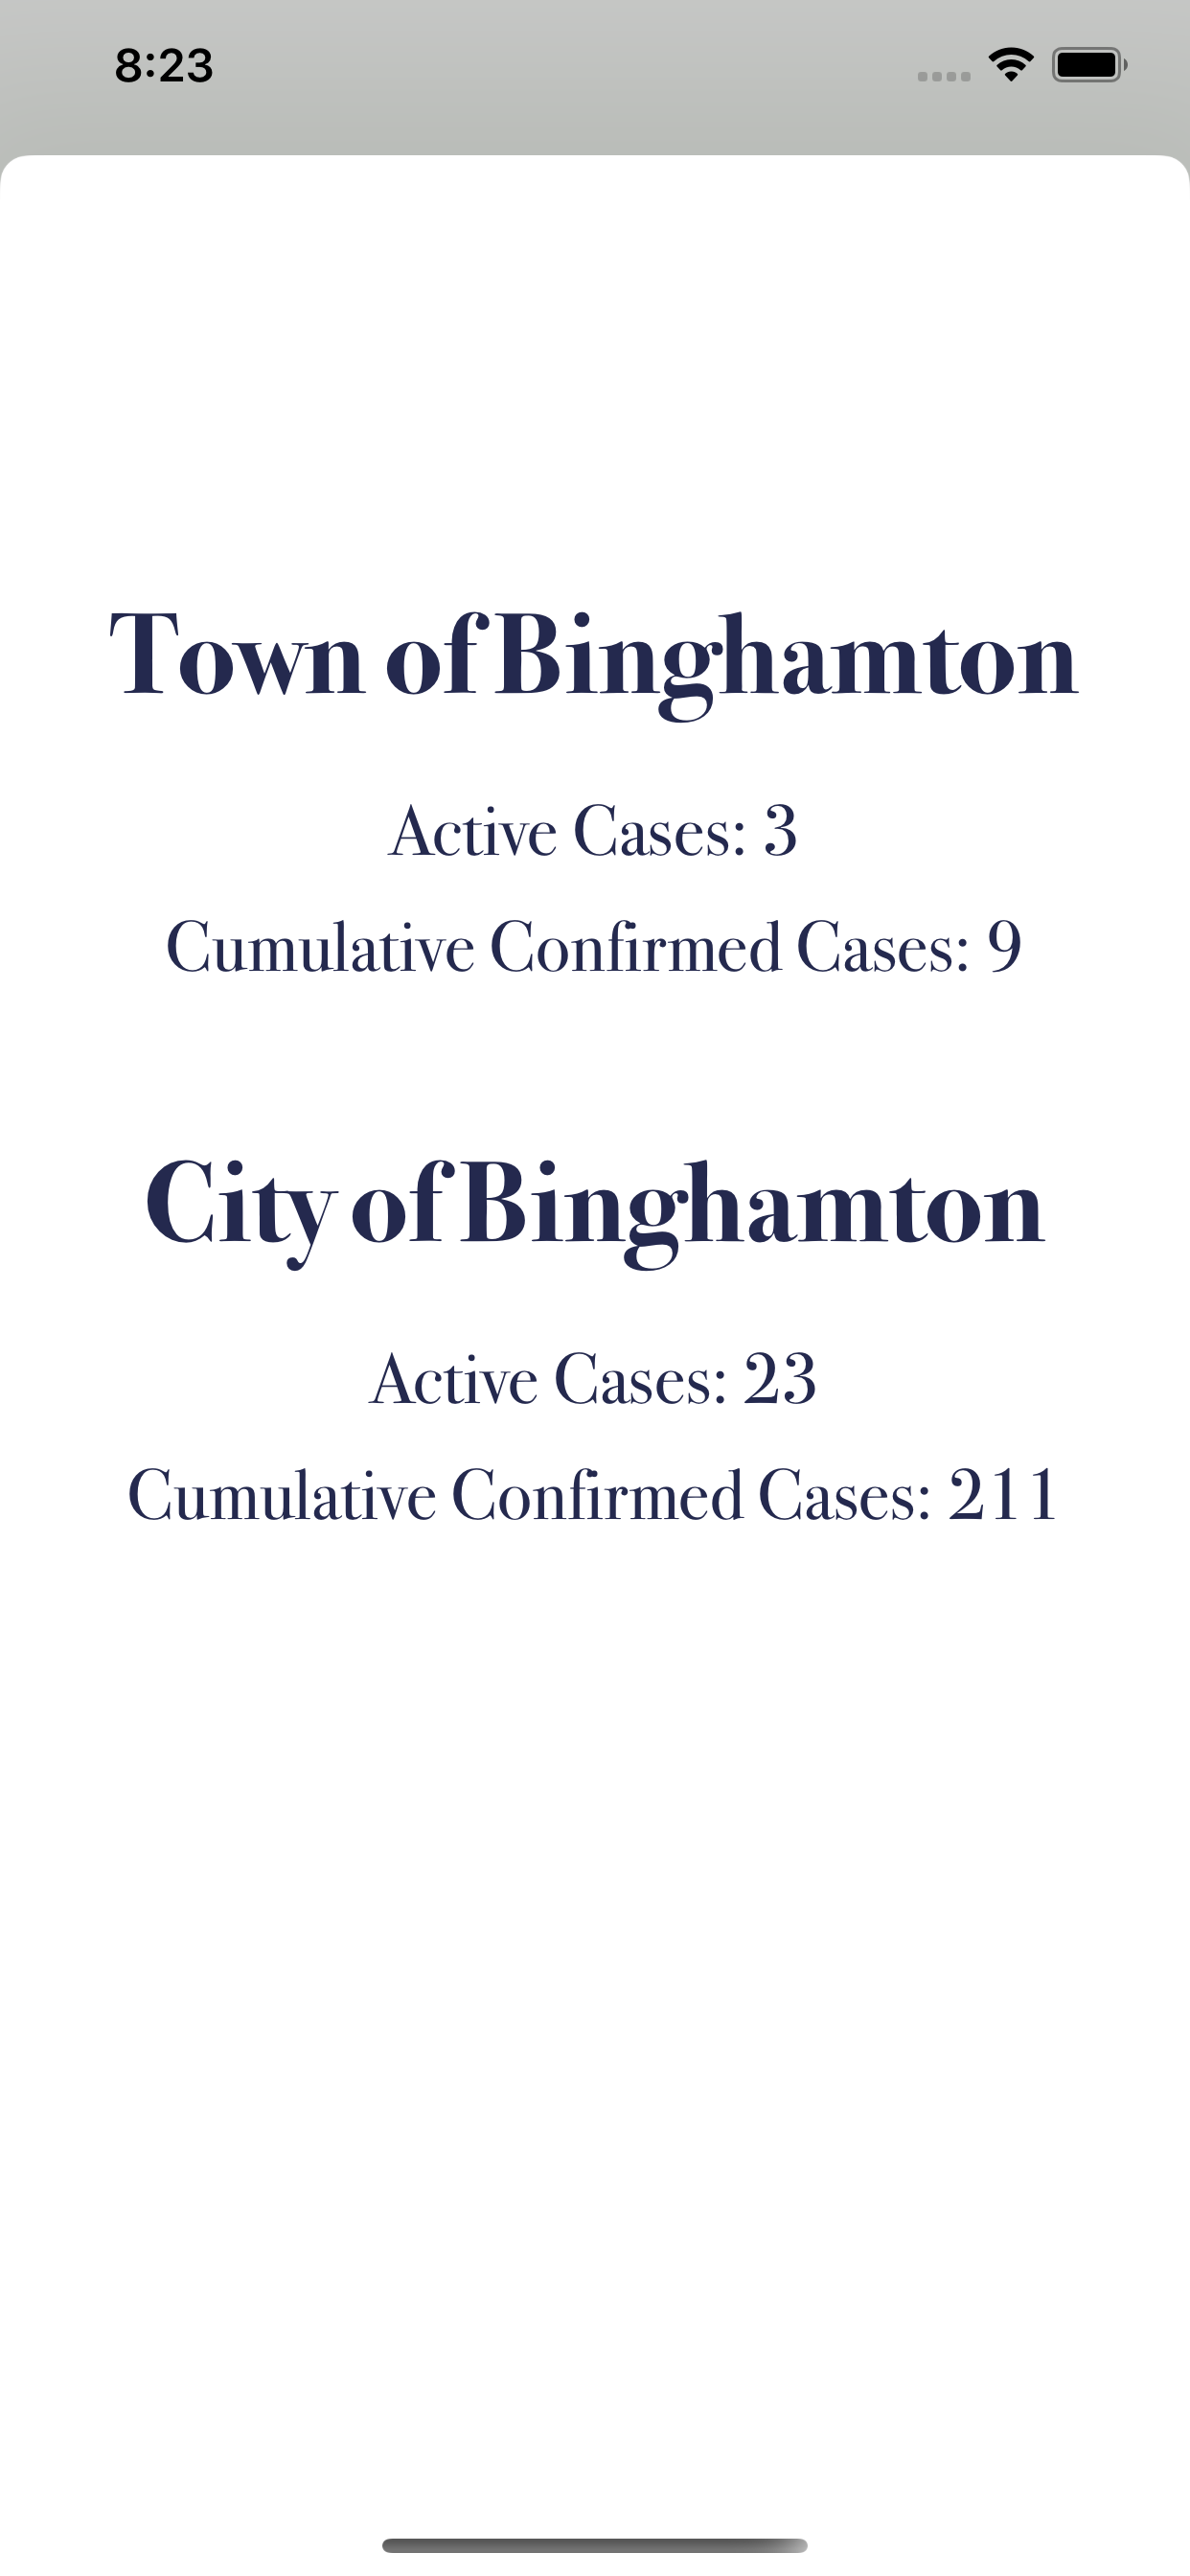 8:23
Town of Binghamton
Active Cases: 3
Cumulative Confirmed Cases: 9
City of Binghamton
Active Cases: 23
Cumulative Confirmed Cases: 211